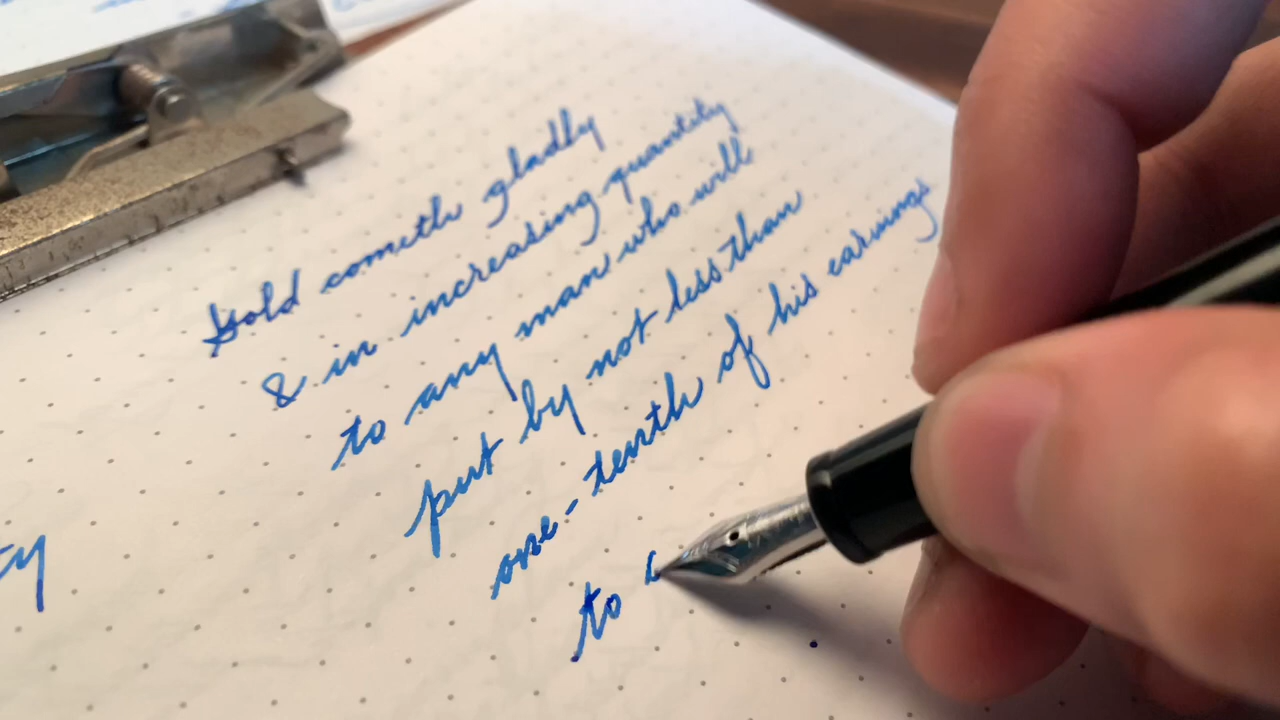 Gold cometh gladly
& in increasing quantity
to any man who will
put by not less than
one-tenth of his earnings
to c
ty